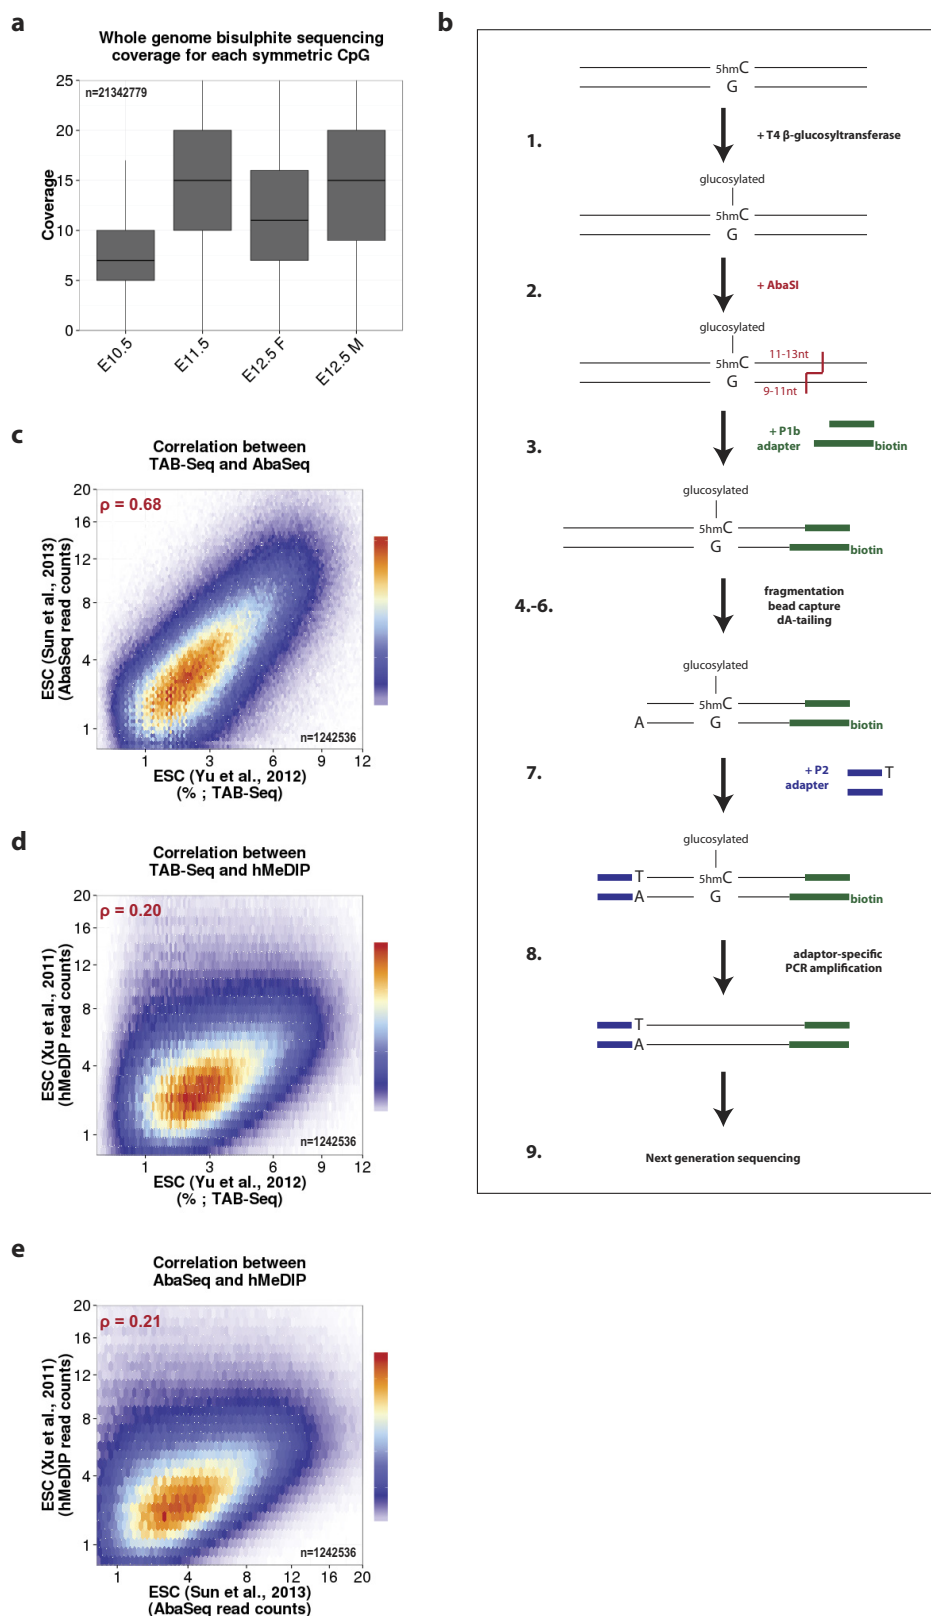 a
Whole genome bisulphite sequencing
coverage for each symmetric CpG
25
20
15
10
5
0
Coverage
n=21342779
E10.5
E11.5
E12.5 F
E12.5 M
b
5hmC
G
1.
+ T4 β-glucosyltransferase
glucosylated
5hmC
G
2.
+ AbaSI
glucosylated
5hmC
G
11-13nt
9-11nt
3.
+ P1b
adapter
biotin
glucosylated
5hmC
G
biotin
4.-6.
fragmentation
bead capture
dA-tailing
glucosylated
5hmC
A
G
biotin
7.
+ P2
adapter
T
glucosylated
T
5hmC
A
G
biotin
8.
adaptor-specific
PCR amplification
T
A
9.
Next generation sequencing
c
Correlation between
TAB-Seq and AbaSeq
ρ = 0.68
20
16
12
8
4
1
ESC (Sun et al., 2013)
(AbaSeq read counts)
n=1242536
1
3
6
9
12
ESC (Yu et al., 2012)
(% ; TAB-Seq)
d
Correlation between
TAB-Seq and hMeDIP
ρ = 0.20
20
16
12
8
4
1
ESC (Xu et al., 2011)
(hMeDIP read counts)
n=1242536
1
3
6
9
12
ESC (Yu et al., 2012)
(% ; TAB-Seq)
e
Correlation between
AbaSeq and hMeDIP
ρ = 0.21
20
16
12
8
4
1
ESC (Xu et al., 2011)
(hMeDIP read counts)
n=1242536
1
4
8
12
16
20
ESC (Sun et al., 2013)
(AbaSeq read counts)